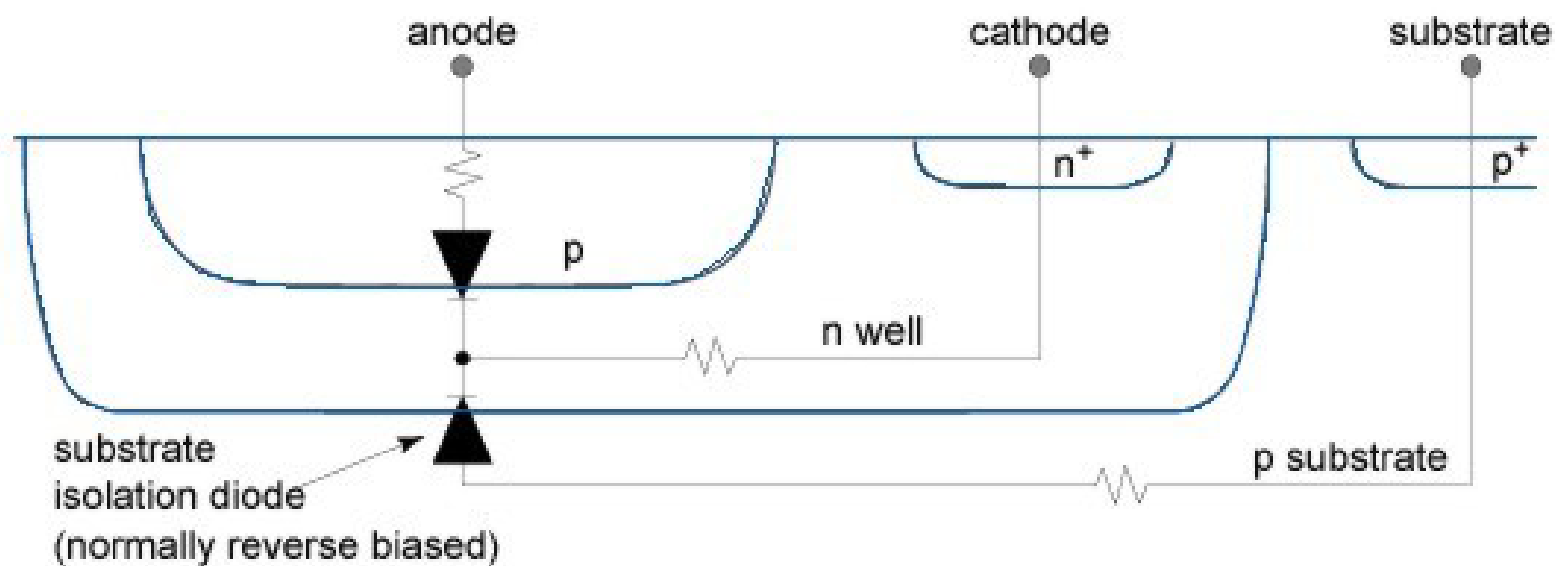 anode
cathode
substrate
n⁺
p⁺
p
n well
substrate
isolation diode
(normally reverse biased)
p substrate